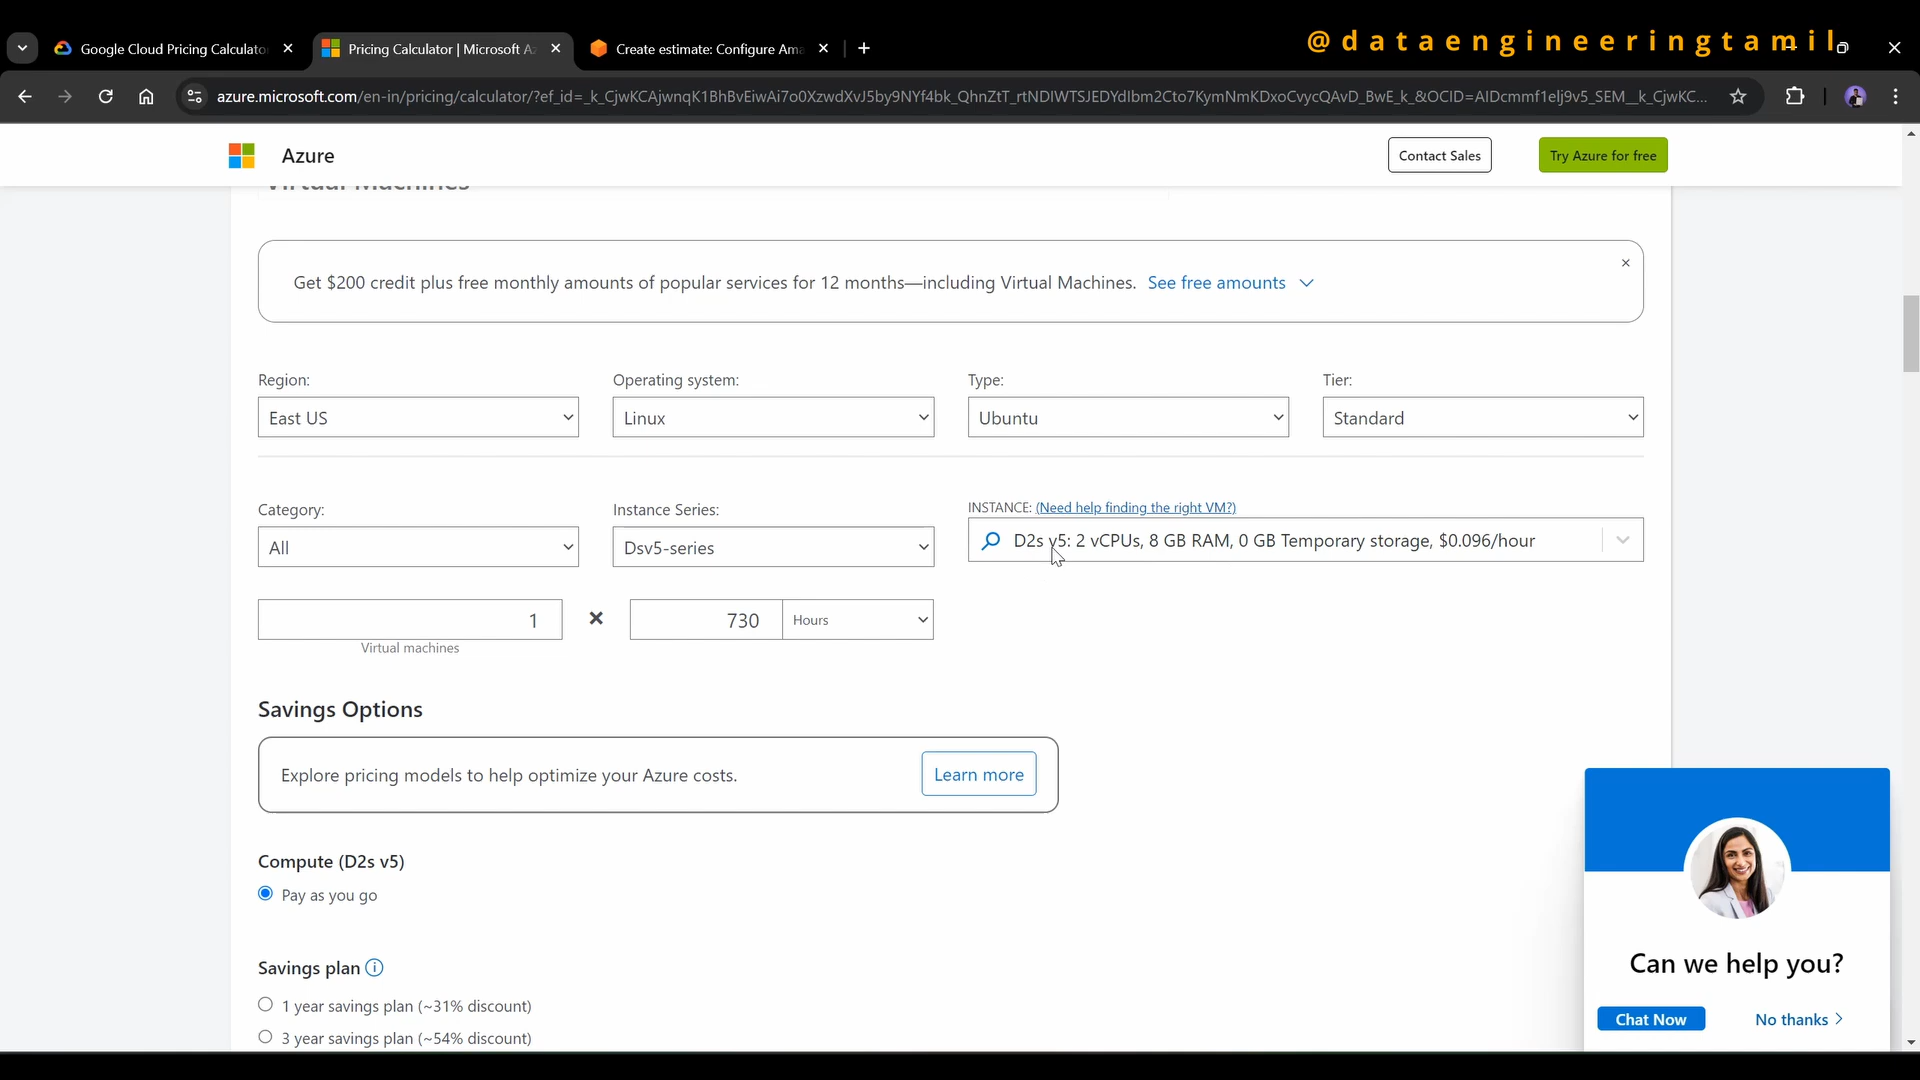 Google Cloud Pricing Calculato
Pricing Calculator | Microsoft Az
Create estimate: Configure Ama
@dataengineeringtamil
azure.microsoft.com/en-in/pricing/calculator/?ef_id=_k_CjwKCAjwnqK1BhBvEiwAi7o0XzwdXvJ5by9NYf4bk_QhnZtT_rtNDIWTSJEDYdIbm2Cto7KymNmKDxoCvycQAvD_BwE_k_&OCID=AIDcmmf1elj9v5_SEM__k_CjwKC...
Azure
Contact Sales
Try Azure for free
Virtual Machines
Get $200 credit plus free monthly amounts of popular services for 12 months—including Virtual Machines. See free amounts
Region:
Operating system:
Type:
Tier:
East US
Linux
Ubuntu
Standard
Category:
Instance Series:
INSTANCE: (Need help finding the right VM?)
All
Dsv5-series
D2s v5: 2 vCPUs, 8 GB RAM, 0 GB Temporary storage, $0.096/hour
1
730
Hours
Virtual machines
Savings Options
Explore pricing models to help optimize your Azure costs.
Learn more
Compute (D2s v5)
Pay as you go
Savings plan
1 year savings plan (~31% discount)
3 year savings plan (~54% discount)
Can we help you?
Chat Now
No thanks